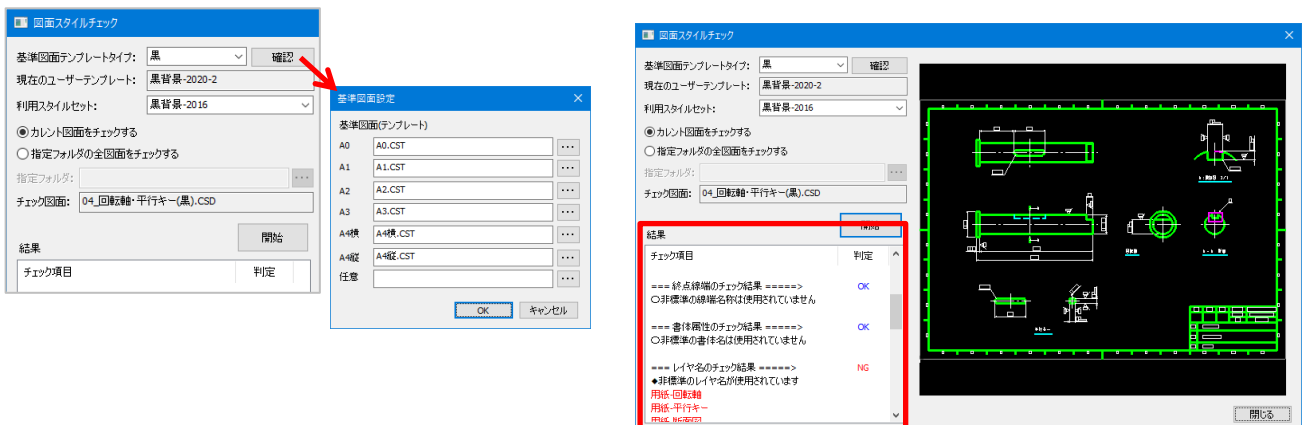 図面スタイルチェック
基準図面テンプレートタイプ: 黒 確認
現在のユーザーテンプレート: 黒背景-2020-2
利用スタイルセット: 黒背景-2016
カレント図面をチェックする
指定フォルダの全図面をチェックする
指定フォルダ: ...
チェック図面: 04_回転軸・平行キー(黒).CSD
開始
結果
チェック項目 判定
基準図面設定
基準図面(テンプレート)
A0 A0.CST ...
A1 A1.CST ...
A2 A2.CST ...
A3 A3.CST ...
A4横 A4横.CST ...
A4縦 A4縦.CST ...
任意 ...
OK キャンセル
図面スタイルチェック
基準図面テンプレートタイプ: 黒 確認
現在のユーザーテンプレート: 黒背景-2020-2
利用スタイルセット: 黒背景-2016
カレント図面をチェックする
指定フォルダの全図面をチェックする
指定フォルダ: ...
チェック図面: 04_回転軸・平行キー(黒).CSD
開始
結果
チェック項目 判定
=== 終点線端のチェック結果 =====> OK
○非標準の線端名称は使用されていません
=== 書体属性のチェック結果 =====> OK
○非標準の書体名は使用されていません
=== レイヤ名のチェック結果 =====> NG
◆非標準のレイヤ名が使用されています
用紙-回転軸
用紙-平行キー
用紙-断面図
閉じる